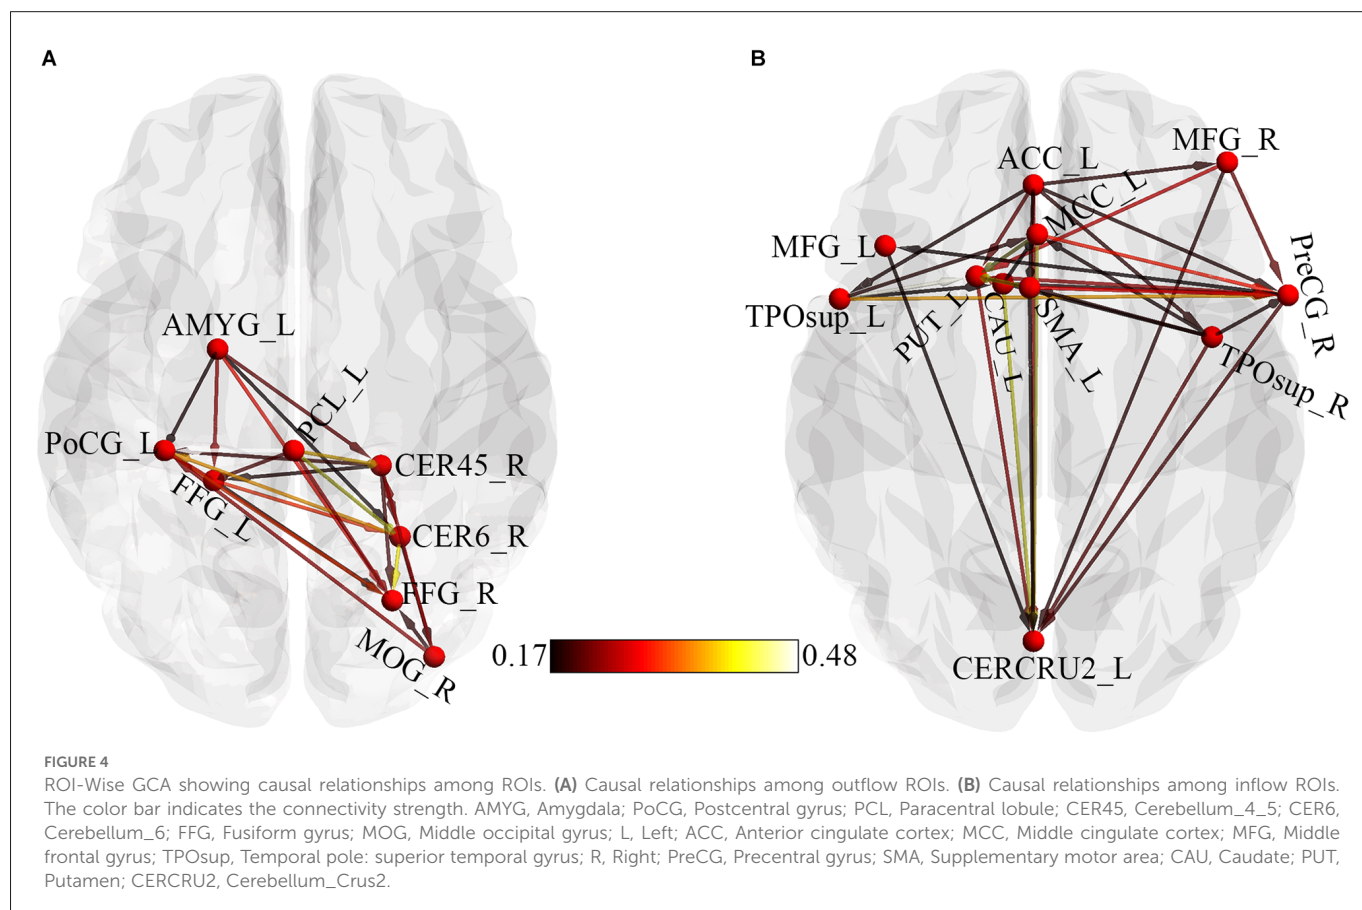 A
B
MFG_R
ACC_L
MCC_L
MFG_L
PreCG_R
TPOsup_L
PUT_L
CAU_L
SMA_L
TPOsup_R
AMYG_L
PCL_L
PoCG_L
CER45_R
FFG_L
CER6_R
FFG_R
MOG_R
0.17
0.48
CERCRU2_L
FIGURE 4
ROI-Wise GCA showing causal relationships among ROIs. (A) Causal relationships among outflow ROIs. (B) Causal relationships among inflow ROIs.
The color bar indicates the connectivity strength. AMYG, Amygdala; PoCG, Postcentral gyrus; PCL, Paracentral lobule; CER45, Cerebellum_4_5; CER6,
Cerebellum_6; FFG, Fusiform gyrus; MOG, Middle occipital gyrus; L, Left; ACC, Anterior cingulate cortex; MCC, Middle cingulate cortex; MFG, Middle
frontal gyrus; TPOsup, Temporal pole: superior temporal gyrus; R, Right; PreCG, Precentral gyrus; SMA, Supplementary motor area; CAU, Caudate; PUT,
Putamen; CERCRU2, Cerebellum_Crus2.